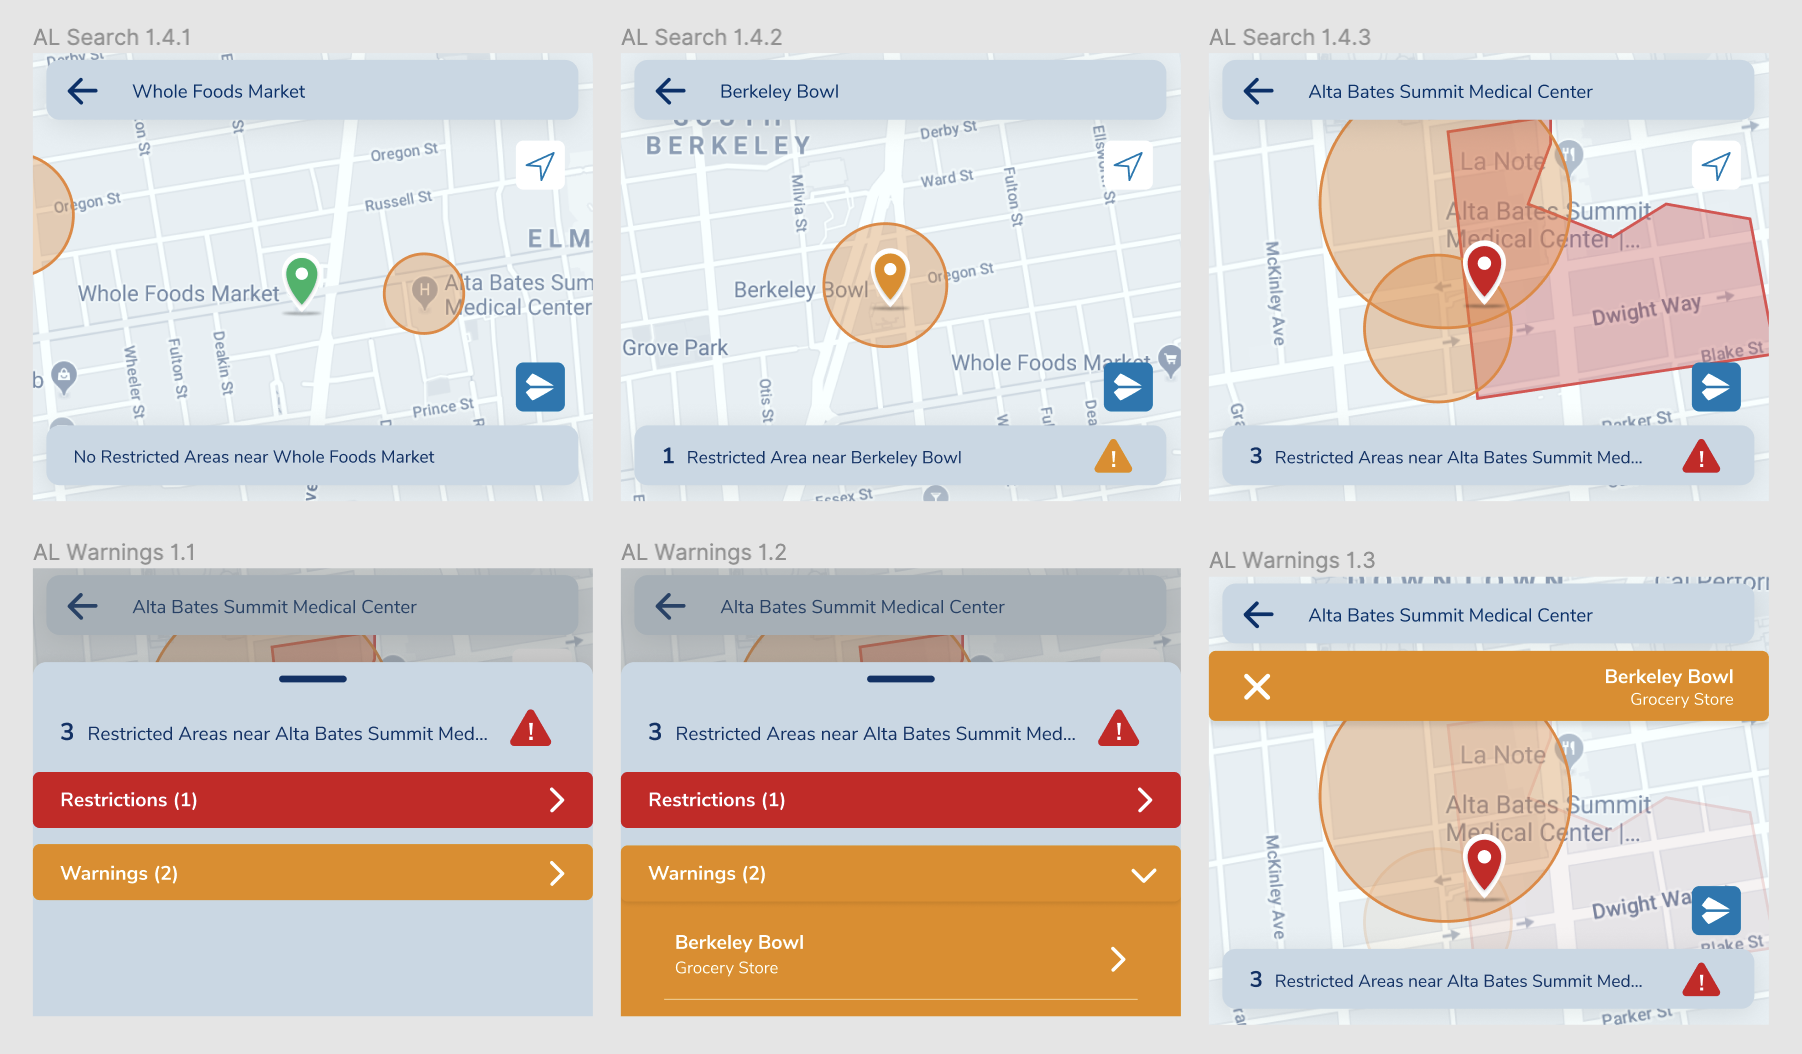 AL Search 1.4.1
Derby St
Whole Foods Market
Oregon St
Oregon St
Russell St
ELM
Whole Foods Market
H
Alta Bates Sum
Medical Center
Wheeler St
Fulton St
Deakin St
b
Prince St
No Restricted Areas near Whole Foods Market
AL Search 1.4.2
Berkeley Bowl
SOUTH
BERKELEY
Derby St
Ward St
Milvia St
Fulton St
Ellsworth St
Oregon St
Berkeley Bowl
Grove Park
Whole Foods Market
Otis St
1 Restricted Area near Berkeley Bowl
Essex St
AL Search 1.4.3
Alta Bates Summit Medical Center
La Note
Alta Bates Summit
Medical Center |...
McKinley Ave
Dwight Way
Blake St
Parker St
3 Restricted Areas near Alta Bates Summit Med...
AL Warnings 1.1
Alta Bates Summit Medical Center
3 Restricted Areas near Alta Bates Summit Med...
Restrictions (1)
Warnings (2)
AL Warnings 1.2
Alta Bates Summit Medical Center
3 Restricted Areas near Alta Bates Summit Med...
Restrictions (1)
Warnings (2)
Berkeley Bowl
Grocery Store
AL Warnings 1.3
DOWNTOWN
Cal Perform
Alta Bates Summit Medical Center
Berkeley Bowl
Grocery Store
La Note
Alta Bates Summit
Medical Center |...
McKinley Ave
Dwight Wa
Blake St
3 Restricted Areas near Alta Bates Summit Med...
Parker St